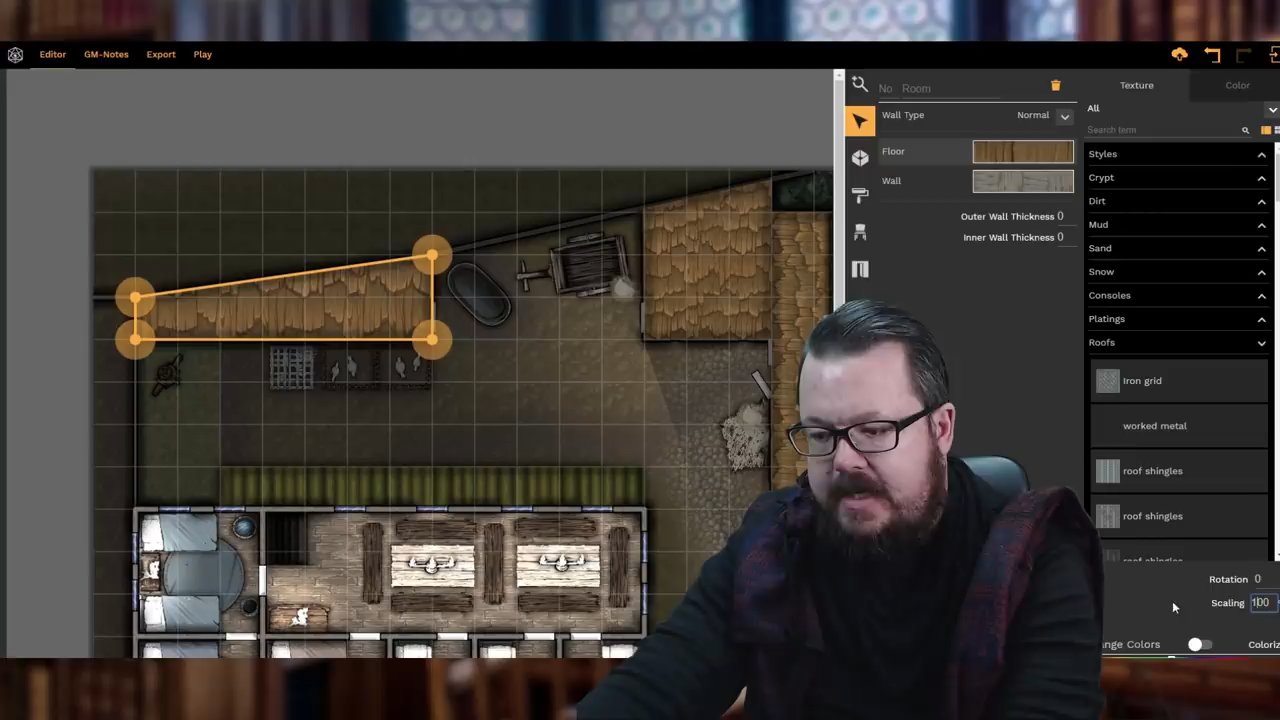 Editor GM-Notes Export Play
No Room
Texture Color
Wall Type Normal
All
Search term
Floor
Styles
Wall
Crypt
Dirt
Outer Wall Thickness 0
Mud
Inner Wall Thickness 0
Sand
Snow
Consoles
Platings
Roofs
Iron grid
worked metal
roof shingles
roof shingles
Rotation 0
Scaling 100
nge Colors Coloriz